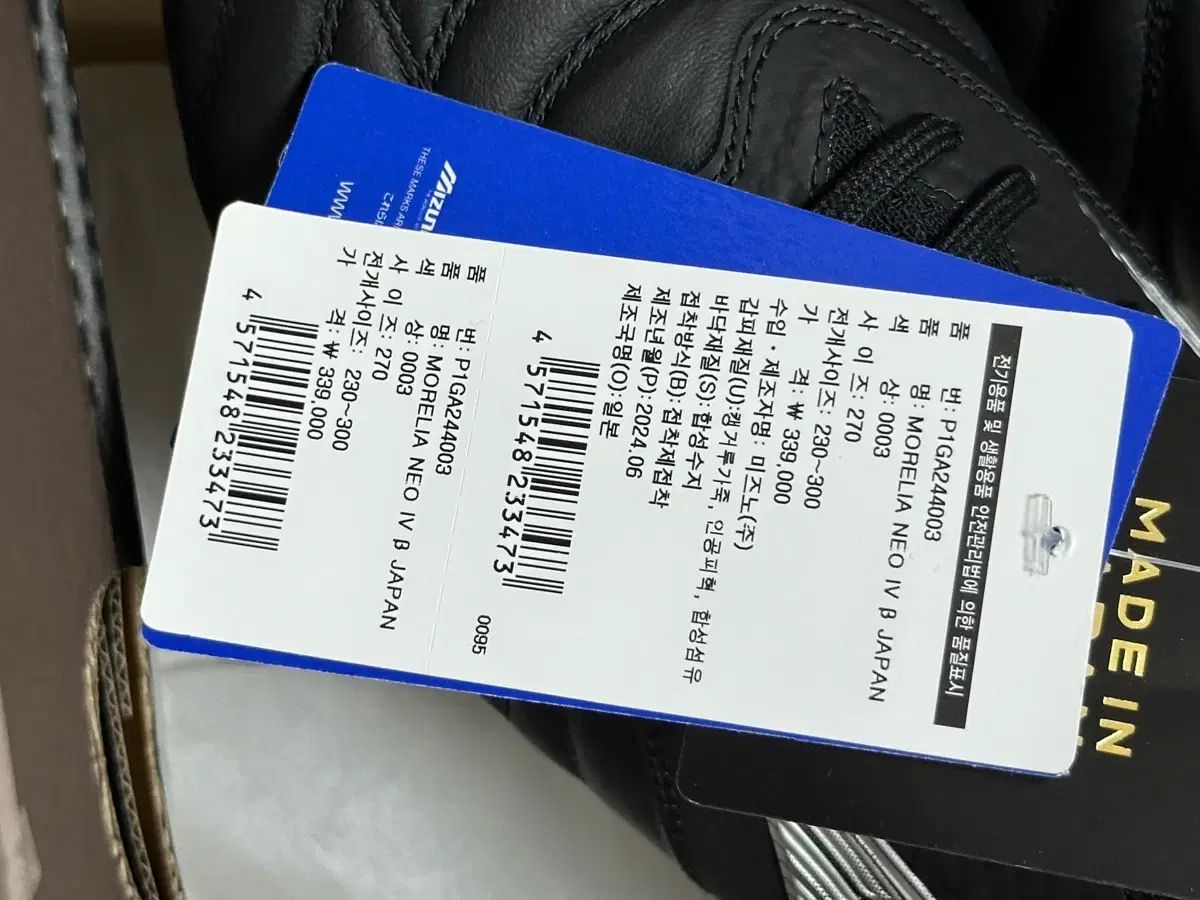 전기용품 및 생활용품 안전관리법에 의한 품질표시
품 번: P1GA244003
품 명: MORELIA NEO IV β JAPAN
색 상: 0003
사 이 즈: 270
전개사이즈: 230~300
가 격: ₩ 339,000
수입・제조자명: 미즈노(주)
갑피재질(U):캥거루가죽, 인공피혁, 합성섬유
바닥재질(S):합성수지
접착방식(B):접착제접착
제조년월(P):2024.06
제조국명(O):일본
4 571548 233473
0095
품 번: P1GA244003
품 명: MORELIA NEO IV β JAPAN
색 상: 0003
사 이 즈: 270
전개사이즈: 230~300
가 격: ₩ 339,000
4 571548 233473
THESE MARKS
これら
MADE IN